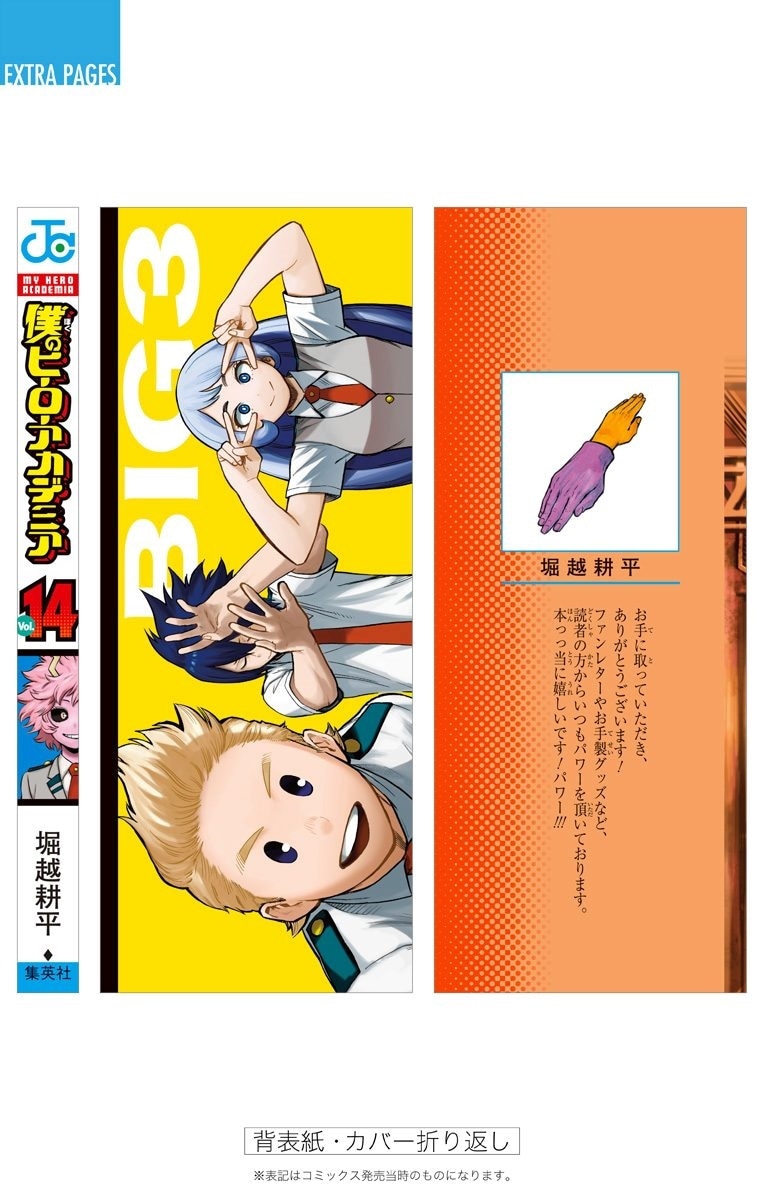 EXTRA PAGES
JC
MY HERO
ACADEMIA
僕のヒーローアカデミア
ぼく
Vol.14
堀越耕平
集英社
BIG3
堀越耕平
お手に取っていただき、
ありがとうございます！
ファンレターやお手製グッズなど、
読者の方からいつもパワーを頂いております。
本っっ当に嬉しいです！パワー!!!
背表紙・カバー折り返し
※表記はコミックス発売当時のものになります。